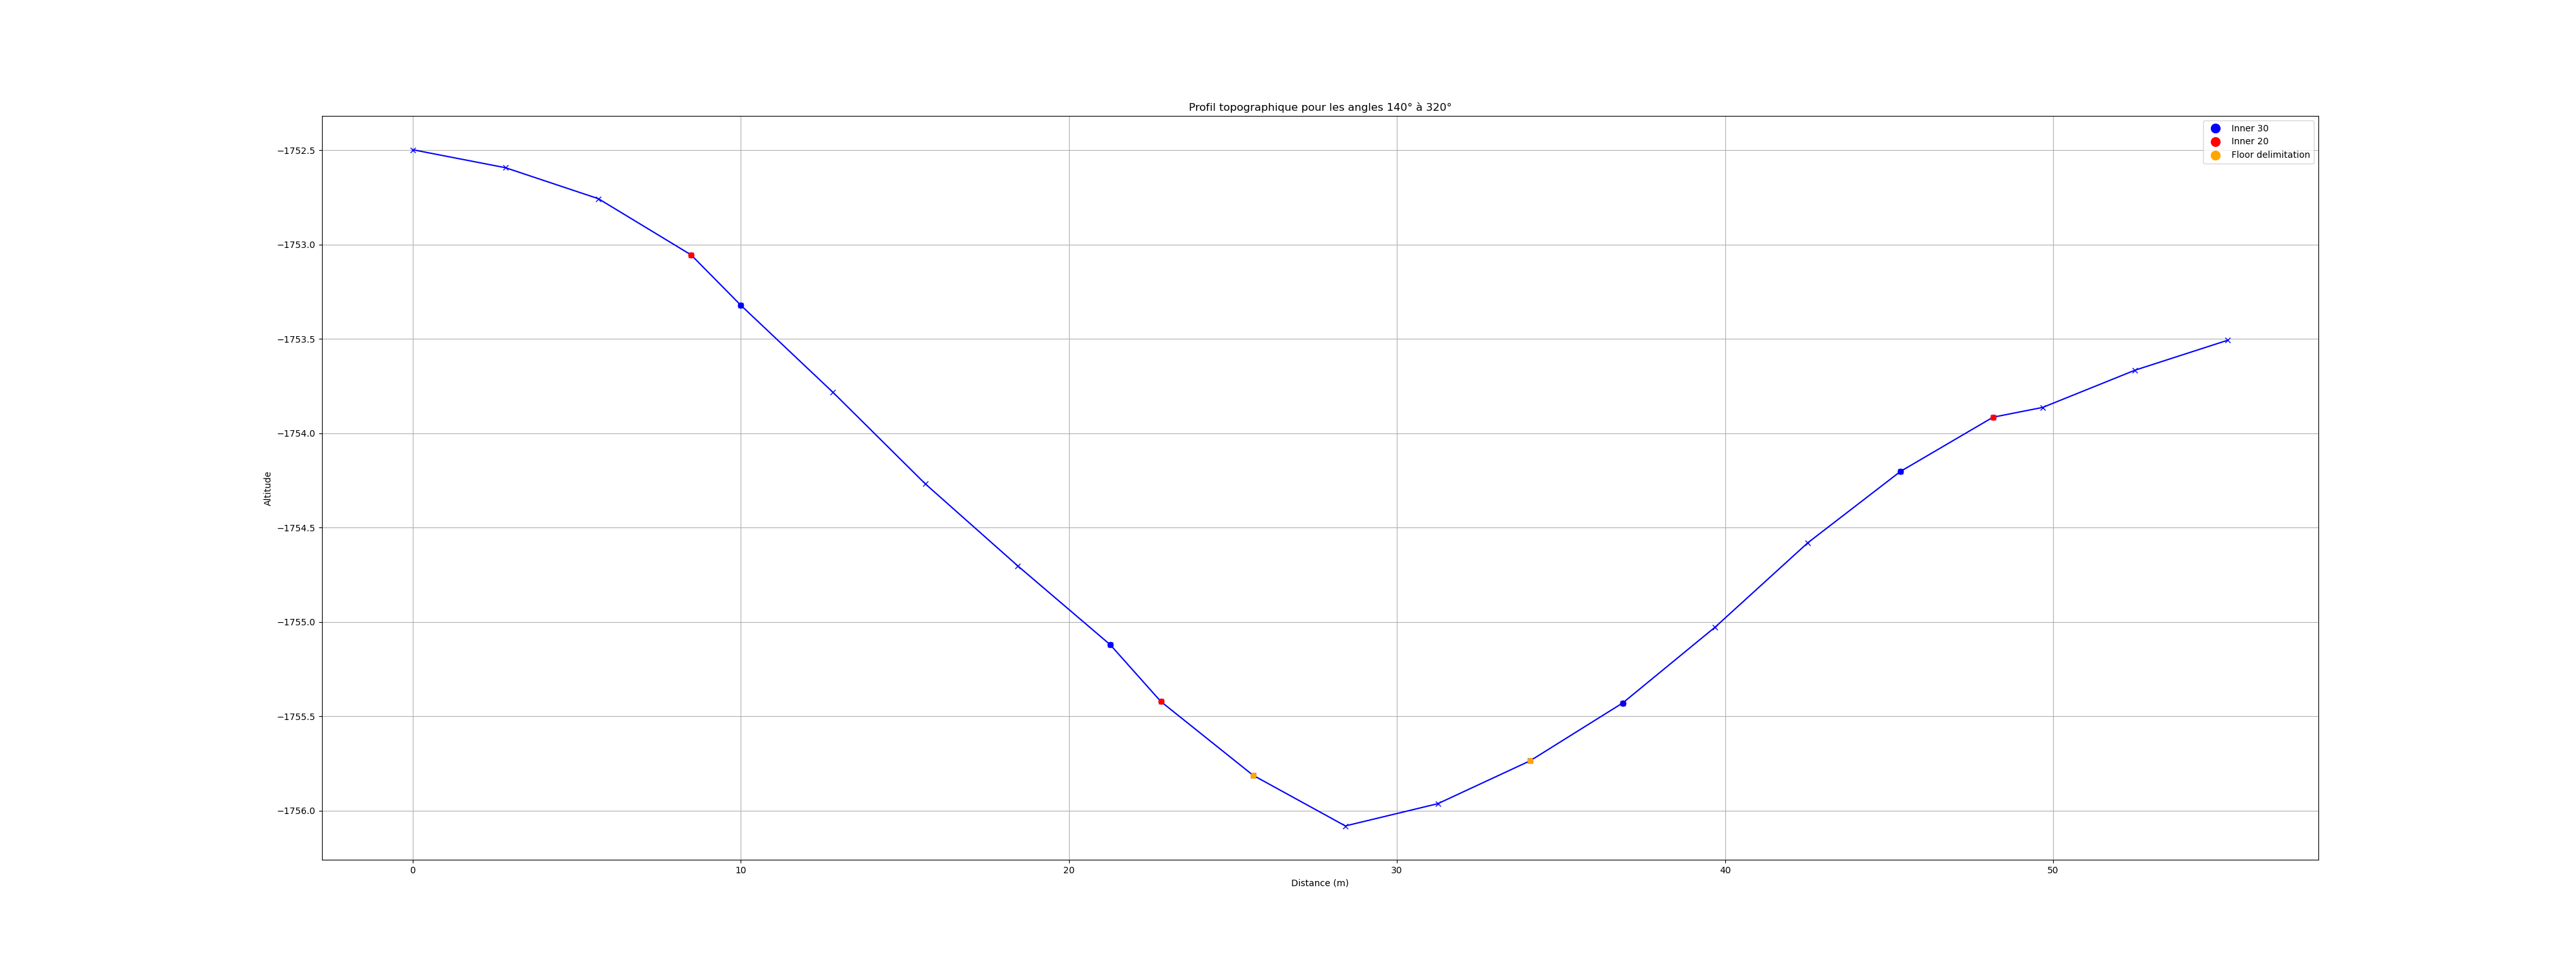 Profil topographique pour les angles 140° à 320°
Inner 30
Inner 20
Floor delimitation
−1752.5
−1753.0
−1753.5
−1754.0
−1754.5
−1755.0
−1755.5
−1756.0
Altitude
0 10 20 30 40 50
Distance (m)